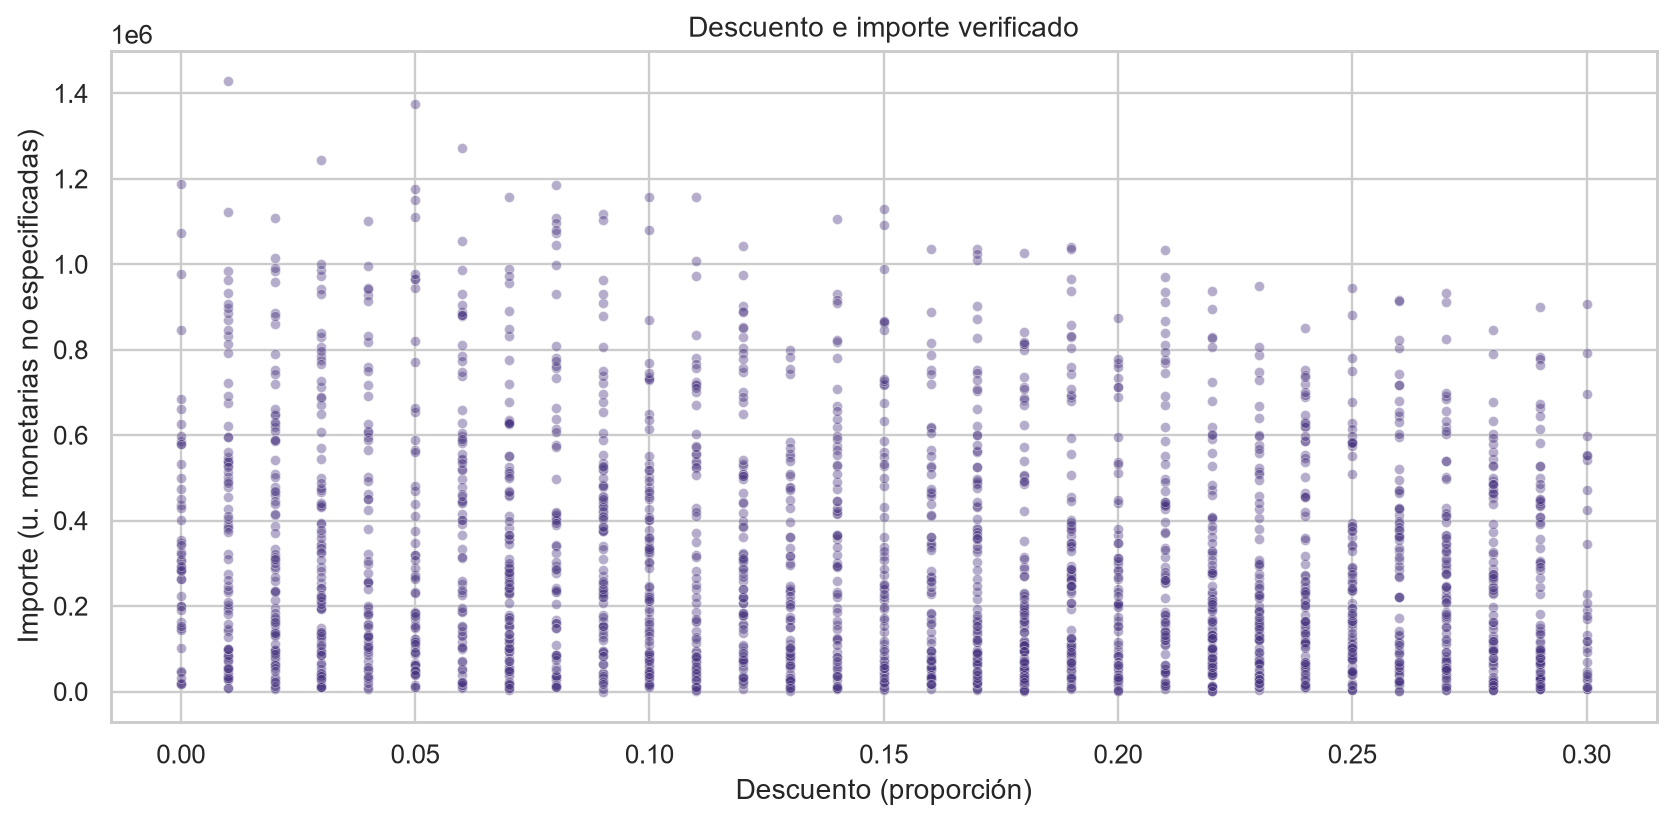 Descuento e importe verificado
1e6
1.4
1.2
1.0
0.8
0.6
0.4
0.2
0.0
Importe (u. monetarias no especificadas)
0.00 0.05 0.10 0.15 0.20 0.25 0.30
Descuento (proporción)